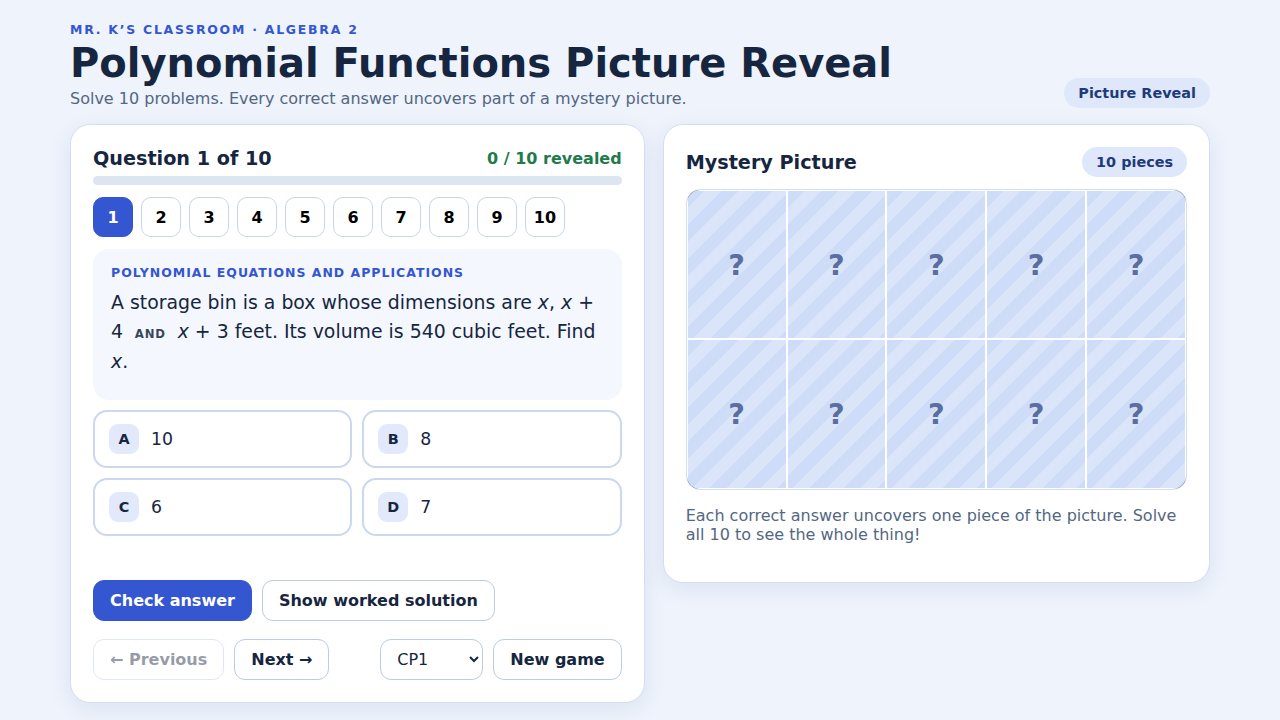 MR. K’S CLASSROOM · ALGEBRA 2
Polynomial Functions Picture Reveal
Solve 10 problems. Every correct answer uncovers part of a mystery picture.
Picture Reveal
Question 1 of 10
0 / 10 revealed
1 2 3 4 5 6 7 8 9 10
POLYNOMIAL EQUATIONS AND APPLICATIONS
A storage bin is a box whose dimensions are x, x +
4 AND x + 3 feet. Its volume is 540 cubic feet. Find
x.
A 10
B 8
C 6
D 7
Check answer
Show worked solution
← Previous
Next →
CP1
New game
Mystery Picture
10 pieces
? ? ? ? ?
? ? ? ? ?
Each correct answer uncovers one piece of the picture. Solve
all 10 to see the whole thing!